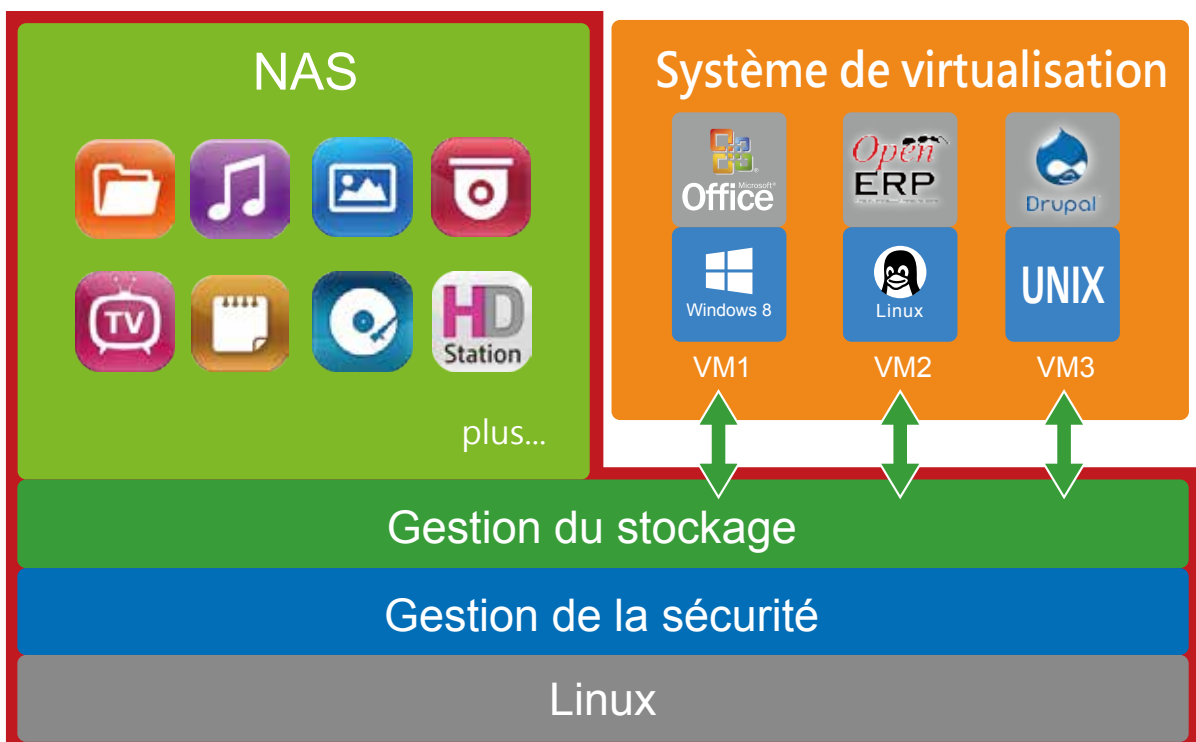 NAS
TV
HD
Station
plus...
Système de virtualisation
Microsoft®
Office
Open
ERP
Drupal
Windows 8
Linux
UNIX
VM1
VM2
VM3
Gestion du stockage
Gestion de la sécurité
Linux